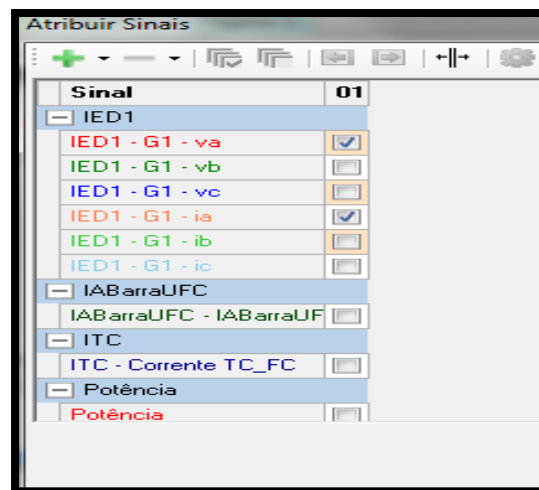 Atribuir Sinais
Sinal 01
IED1
IED1 - G1 - va
IED1 - G1 - vb
IED1 - G1 - vc
IED1 - G1 - ia
IED1 - G1 - ib
IED1 - G1 - ic
IABarraUFC
IABarraUFC - IABarraUF
ITC
ITC - Corrente TC_FC
Potência
Potência